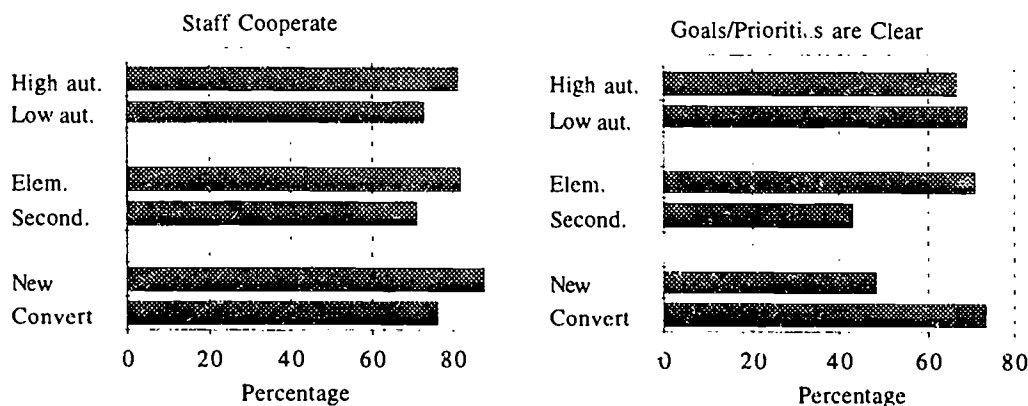 Staff Cooperate
High aut.
Low aut.
Elem.
Second.
New
Convert
0 20 40 60 80
Percentage
Goals/Priorities are Clear
High aut.
Low aut.
Elem.
Second.
New
Convert
0 20 40 60 80
Percentage